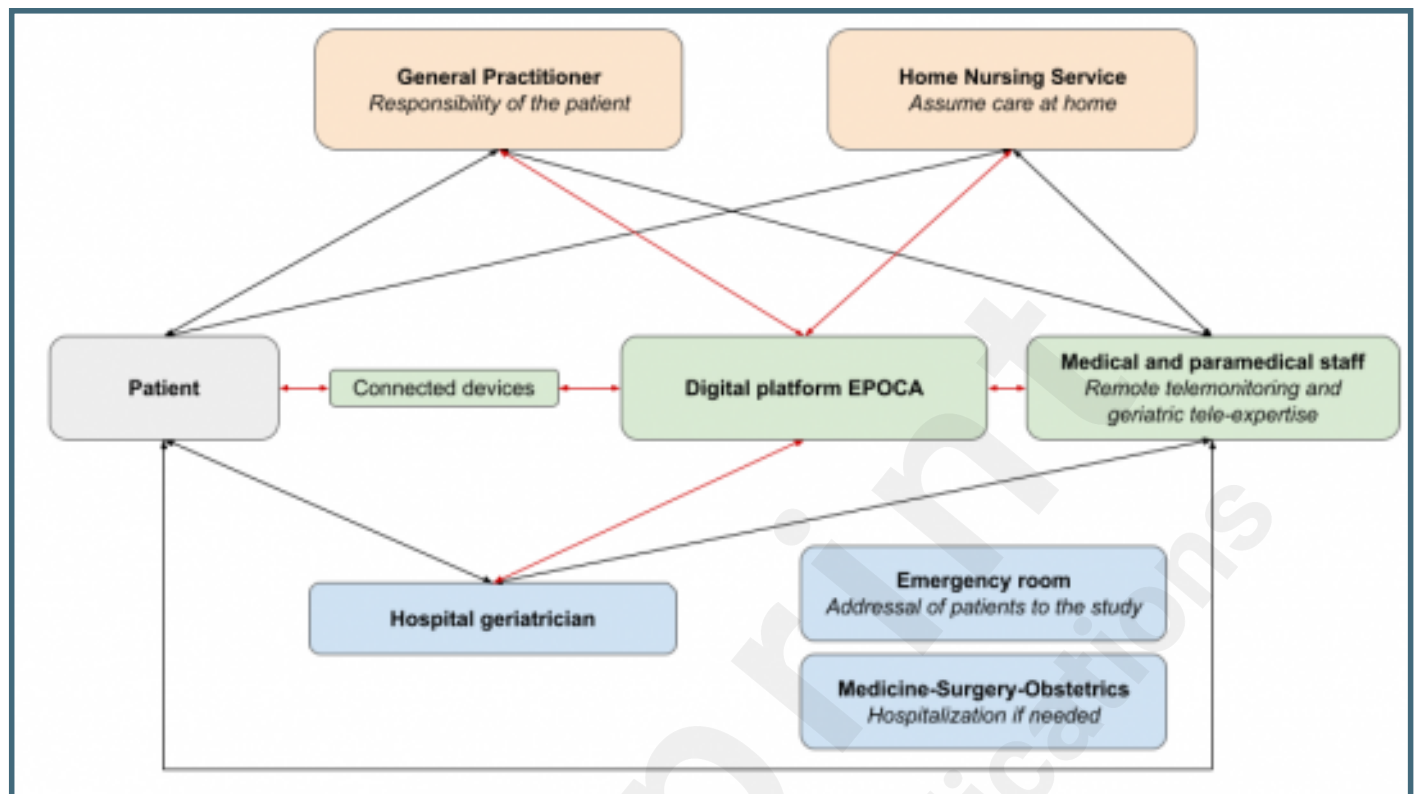 General Practitioner
Responsibility of the patient
Home Nursing Service
Assume care at home
Patient
Connected devices
Digital platform EPOCA
Medical and paramedical staff
Remote telemonitoring and
geriatric tele-expertise
Hospital geriatrician
Emergency room
Addressal of patients to the study
Medicine-Surgery-Obstetrics
Hospitalization if needed